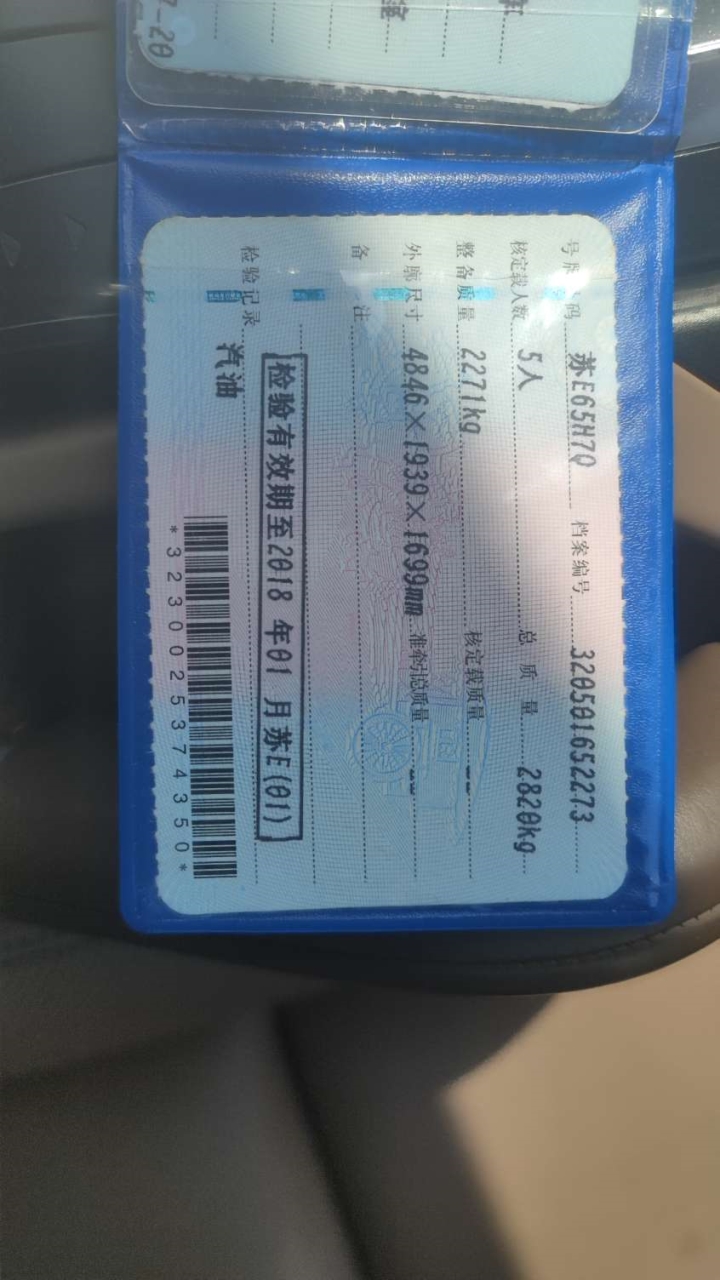 号牌号码 苏E65H7Q 档案编号 320501652273
核定载人数 5人 总质量 2820kg
整备质量 2271kg 核定载质量 --
外廓尺寸 4846×1939×1699mm 准牵引总质量
备注
检验有效期至2018年01月苏E(01)
检验记录 汽油
*3230025374350*